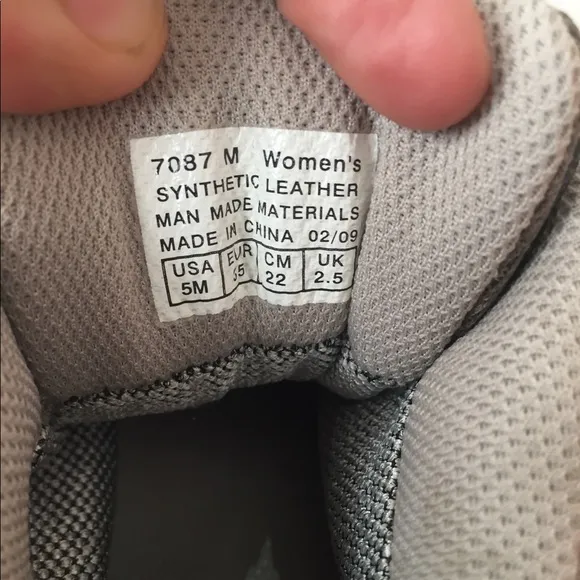 7087 M Women's
SYNTHETIC LEATHER
MAN MADE MATERIALS
MADE IN CHINA 02/09
USA EUR CM UK
5M 35 22 2.5